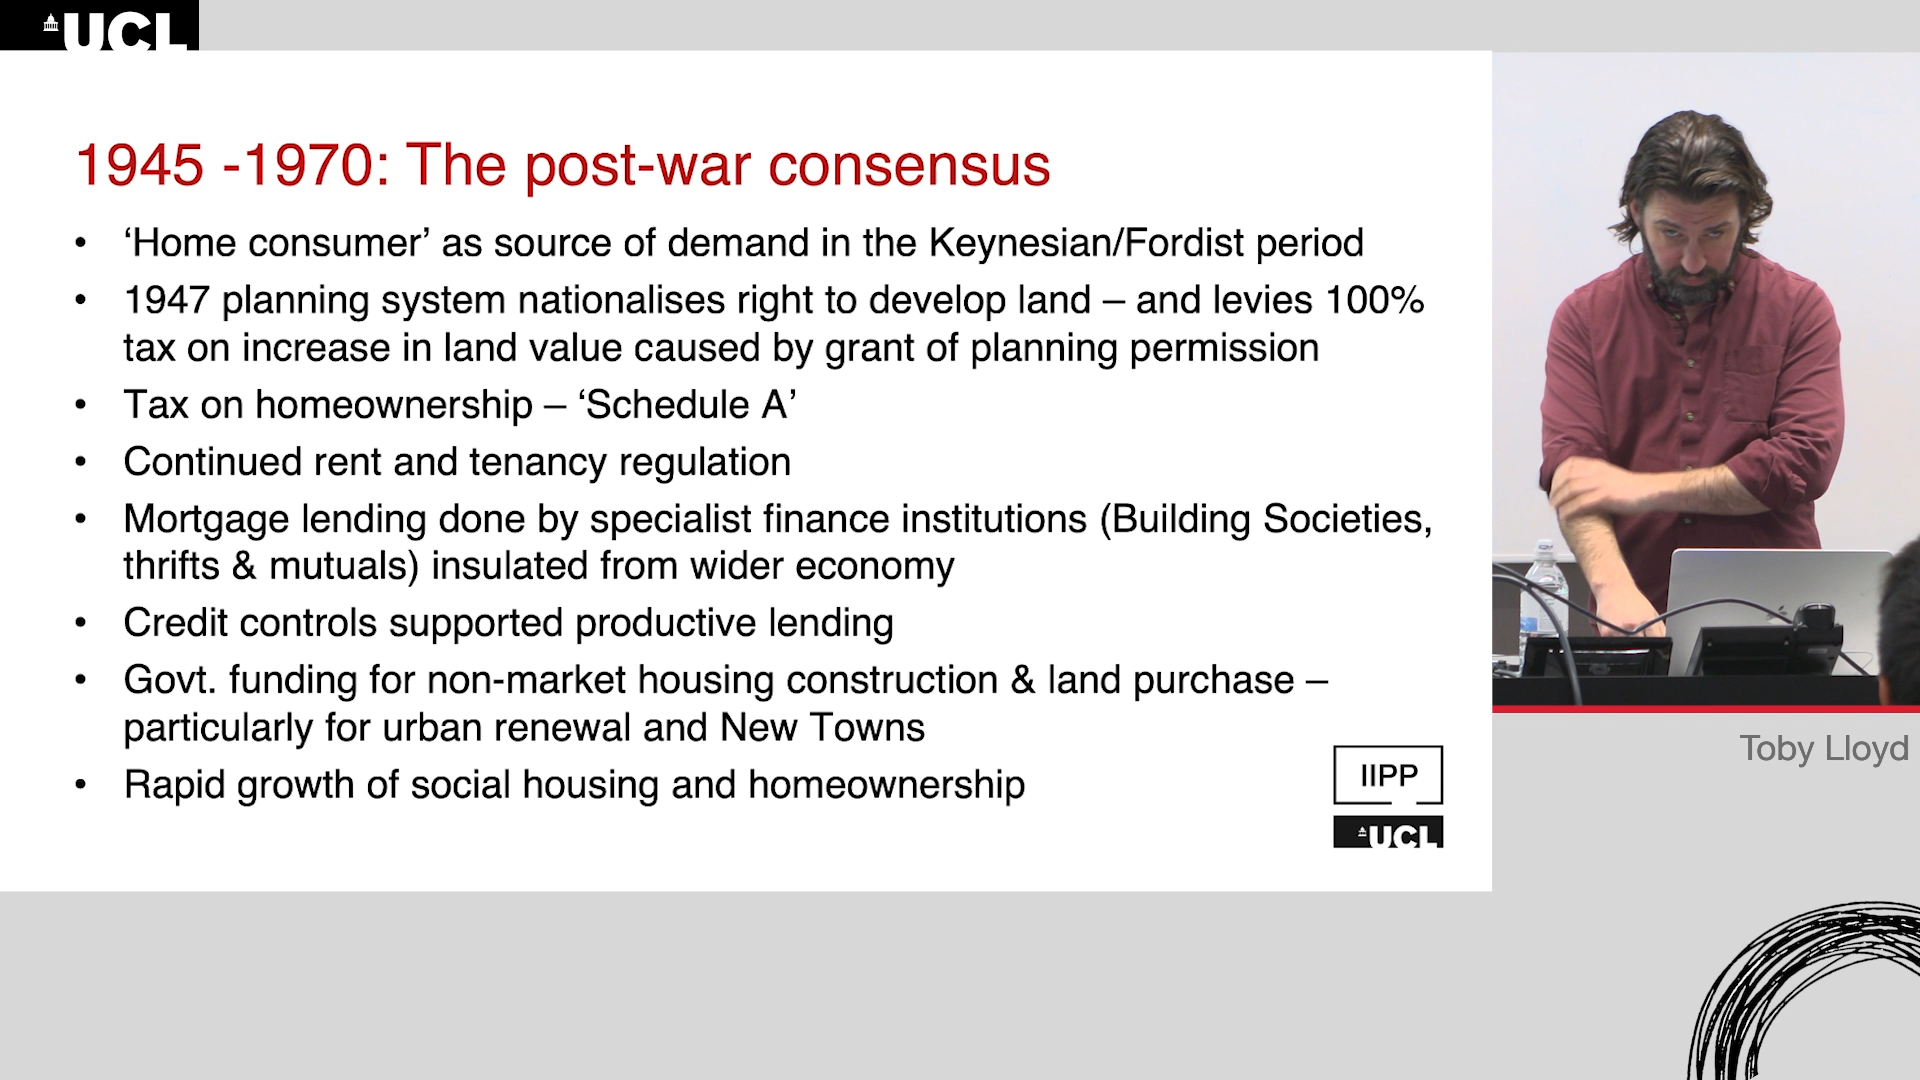 UCL
1945 -1970: The post-war consensus
• ‘Home consumer’ as source of demand in the Keynesian/Fordist period
• 1947 planning system nationalises right to develop land – and levies 100%
tax on increase in land value caused by grant of planning permission
• Tax on homeownership – ‘Schedule A’
• Continued rent and tenancy regulation
• Mortgage lending done by specialist finance institutions (Building Societies,
thrifts & mutuals) insulated from wider economy
• Credit controls supported productive lending
• Govt. funding for non-market housing construction & land purchase –
particularly for urban renewal and New Towns
• Rapid growth of social housing and homeownership
IIPP
UCL
Toby Lloyd